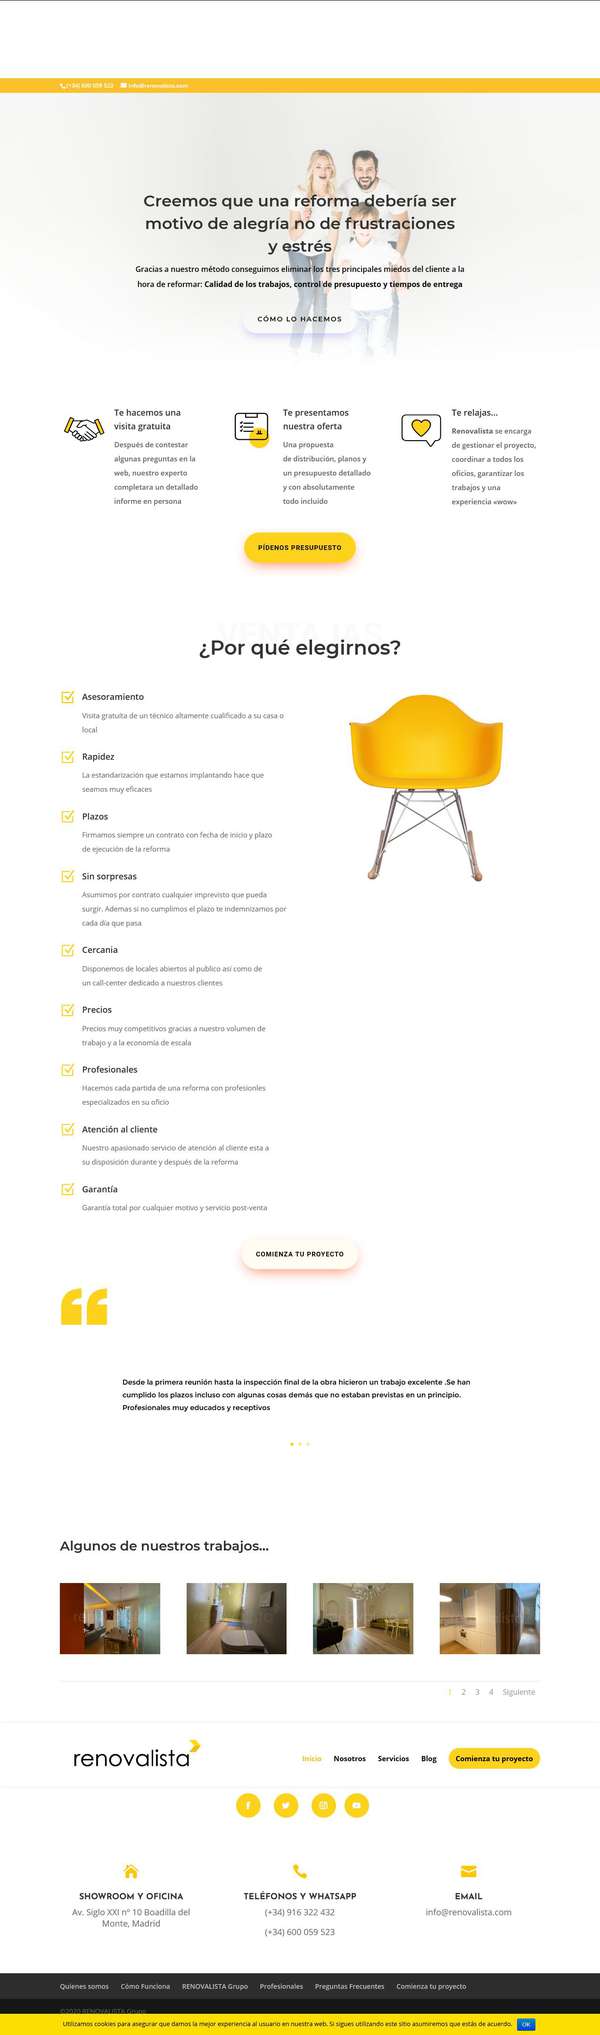 (+34) 600 059 523 info@renovalista.com
Creemos que una reforma debería ser
motivo de alegría no de frustraciones
y estrés
Gracias a nuestro método conseguimos eliminar los tres principales miedos del cliente a la
hora de reformar: Calidad de los trabajos, control de presupuesto y tiempos de entrega
CÓMO LO HACEMOS
Te hacemos una
visita gratuita
Después de contestar
algunas preguntas en la
web, nuestro experto
completara un detallado
informe en persona
Te presentamos
nuestra oferta
Una propuesta
de distribución, planos y
un presupuesto detallado
y con absolutamente
todo incluido
Te relajas...
Renovalista se encarga
de gestionar el proyecto,
coordinar a todos los
oficios, garantizar los
trabajos y una
experiencia «wow»
PÍDENOS PRESUPUESTO
VENTAJAS
¿Por qué elegirnos?
Asesoramiento
Visita gratuita de un técnico altamente cualificado a su casa o
local
Rapidez
La estandarización que estamos implantando hace que
seamos muy eficaces
Plazos
Firmamos siempre un contrato con fecha de inicio y plazo
de ejecución de la reforma
Sin sorpresas
Asumimos por contrato cualquier imprevisto que pueda
surgir. Ademas si no cumplimos el plazo te indemnizamos por
cada día que pasa
Cercania
Disponemos de locales abiertos al publico así como de
un call-center dedicado a nuestros clientes
Precios
Precios muy competitivos gracias a nuestro volumen de
trabajo y a la economía de escala
Profesionales
Hacemos cada partida de una reforma con profesionles
especializados en su oficio
Atención al cliente
Nuestro apasionado servicio de atención al cliente esta a
su disposición durante y después de la reforma
Garantía
Garantía total por cualquier motivo y servicio post-venta
COMIENZA TU PROYECTO
Desde la primera reunión hasta la inspección final de la obra hicieron un trabajo excelente .Se han
cumplido los plazos incluso con algunas cosas demás que no estaban previstas en un principio.
Profesionales muy educados y receptivos
Algunos de nuestros trabajos...
1 2 3 4 Siguiente
renovalista
Inicio Nosotros Servicios Blog Comienza tu proyecto
SHOWROOM Y OFICINA
Av. Siglo XXI nº 10 Boadilla del
Monte, Madrid
TELÉFONOS Y WHATSAPP
(+34) 916 322 432
(+34) 600 059 523
EMAIL
info@renovalista.com
Quienes somos Cómo Funciona RENOVALISTA Grupo Profesionales Preguntas Frecuentes Comienza tu proyecto
©2020 RENOVALISTA Grupo
Utilizamos cookies para asegurar que damos la mejor experiencia al usuario en nuestra web. Si sigues utilizando este sitio asumiremos que estás de acuerdo. OK